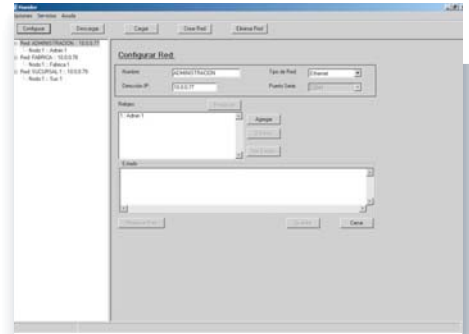 Servicios Ayuda
Configurar Descargar Cargar Crear Red Eliminar Red
Red: ADMINISTRACION : 10.0.0.77
Nodo 1 : Admin 1
Red: FABRICA : 10.0.0.78
Nodo 1 : Fabrica 1
Red: SUCURSAL 1 : 10.0.0.79
Nodo 1 : Suc 1
Configurar Red
Nombre ADMINISTRACION Tipo de Red Ethernet
Dirección IP 10.0.0.77 Puerto Serie
Relojes
1 - Admin 1
Agregar
Estado
Cerrar